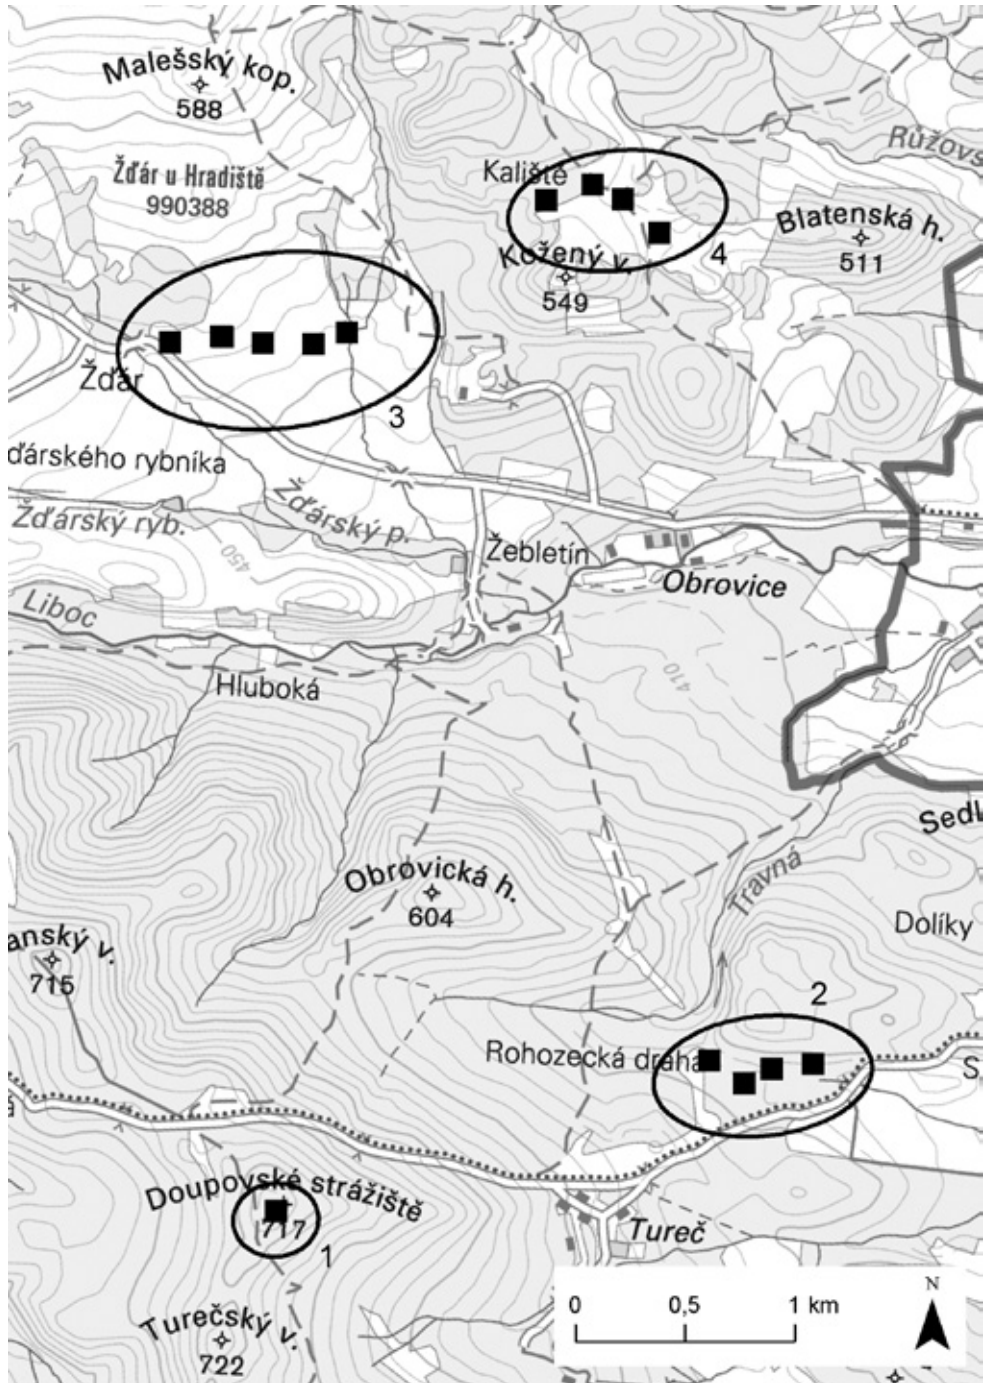 Malešský kop.
588
Růžovs
Kaliště
Žďár u Hradiště
990388
Blatenská h.
511
4
Kožený v.
549
Žďár
3
ďárského rybníka
Žďárský p.
Žďárský ryb.
Žebletín
450
Obrovice
Liboc
410
Hluboká
Sedl
Obrovická h.
604
Travná
Dolíky
anský v.
715
2
Rohozecká dráha
S
a
Doupovské strážiště
717
1
Tureč
Turečský v.
722
0 0,5 1 km
N